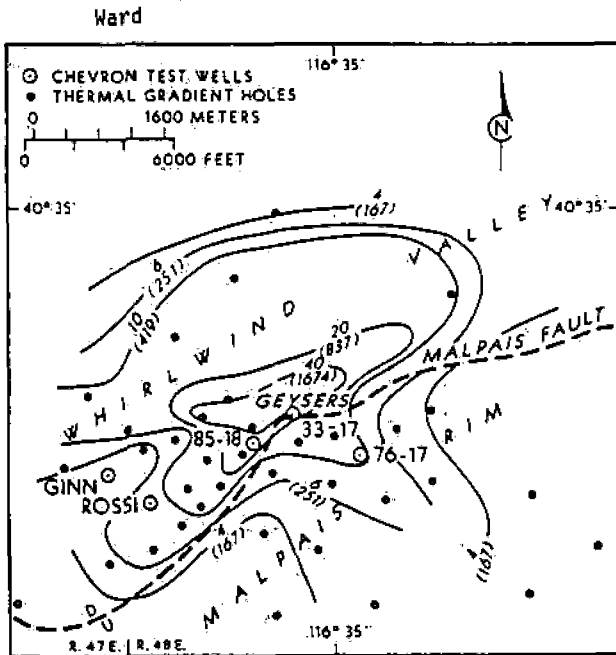 Ward
116° 35'
CHEVRON TEST WELLS
THERMAL GRADIENT HOLES
0 1600 METERS
0 6000 FEET
N
40° 35'
40° 35'
4
(167)
6
(251)
10
(419)
VALLEY
WHIRLWIND
20
(837)
40
(1674)
MALPAIS FAULT
GEYSERS
33-17
85-18
76-17
RIM
GINN
ROSSI
6
(251)
4
(167)
4
(167)
MALPAIS
D
U
116° 35'
R. 47 E. R. 48 E.